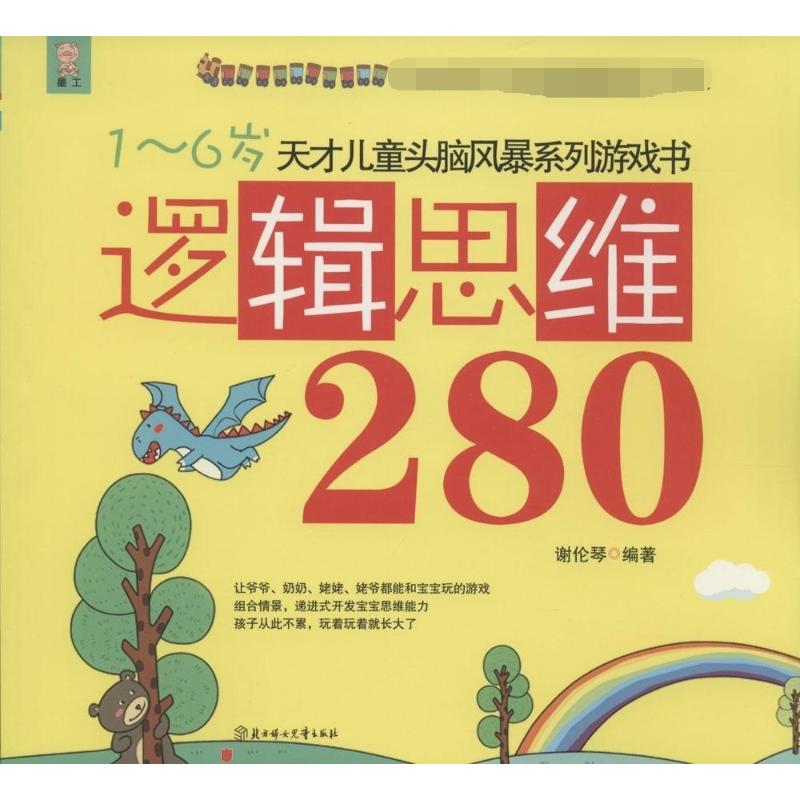 墨工
1~6岁 天才儿童头脑风暴系列游戏书
逻辑思维
280
谢伦琴 编著
让爷爷、奶奶、姥姥、姥爷都能和宝宝玩的游戏
组合情景，递进式开发宝宝思维能力
孩子从此不累，玩着玩着就长大了
北方妇女儿童出版社